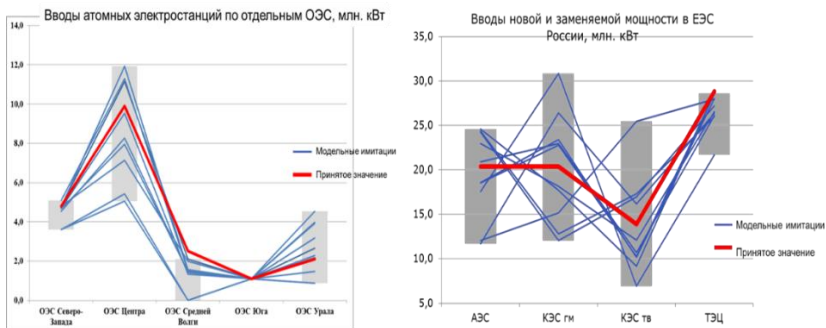 Вводы атомных электростанций по отдельным ОЭС, млн. кВт
14,0
12,0
10,0
8,0
6,0
4,0
2,0
0,0
ОЭС Северо-
Запада
ОЭС Центра
ОЭС Средней
Волги
ОЭС Юга
ОЭС Урала
Модельные имитации
Принятое значение
Вводы новой и заменяемой мощности в ЕЭС
России, млн. кВт
35,0
30,0
25,0
20,0
15,0
10,0
5,0
АЭС
КЭС гм
КЭС тв
ТЭЦ
Модельные имитации
Принятое значение